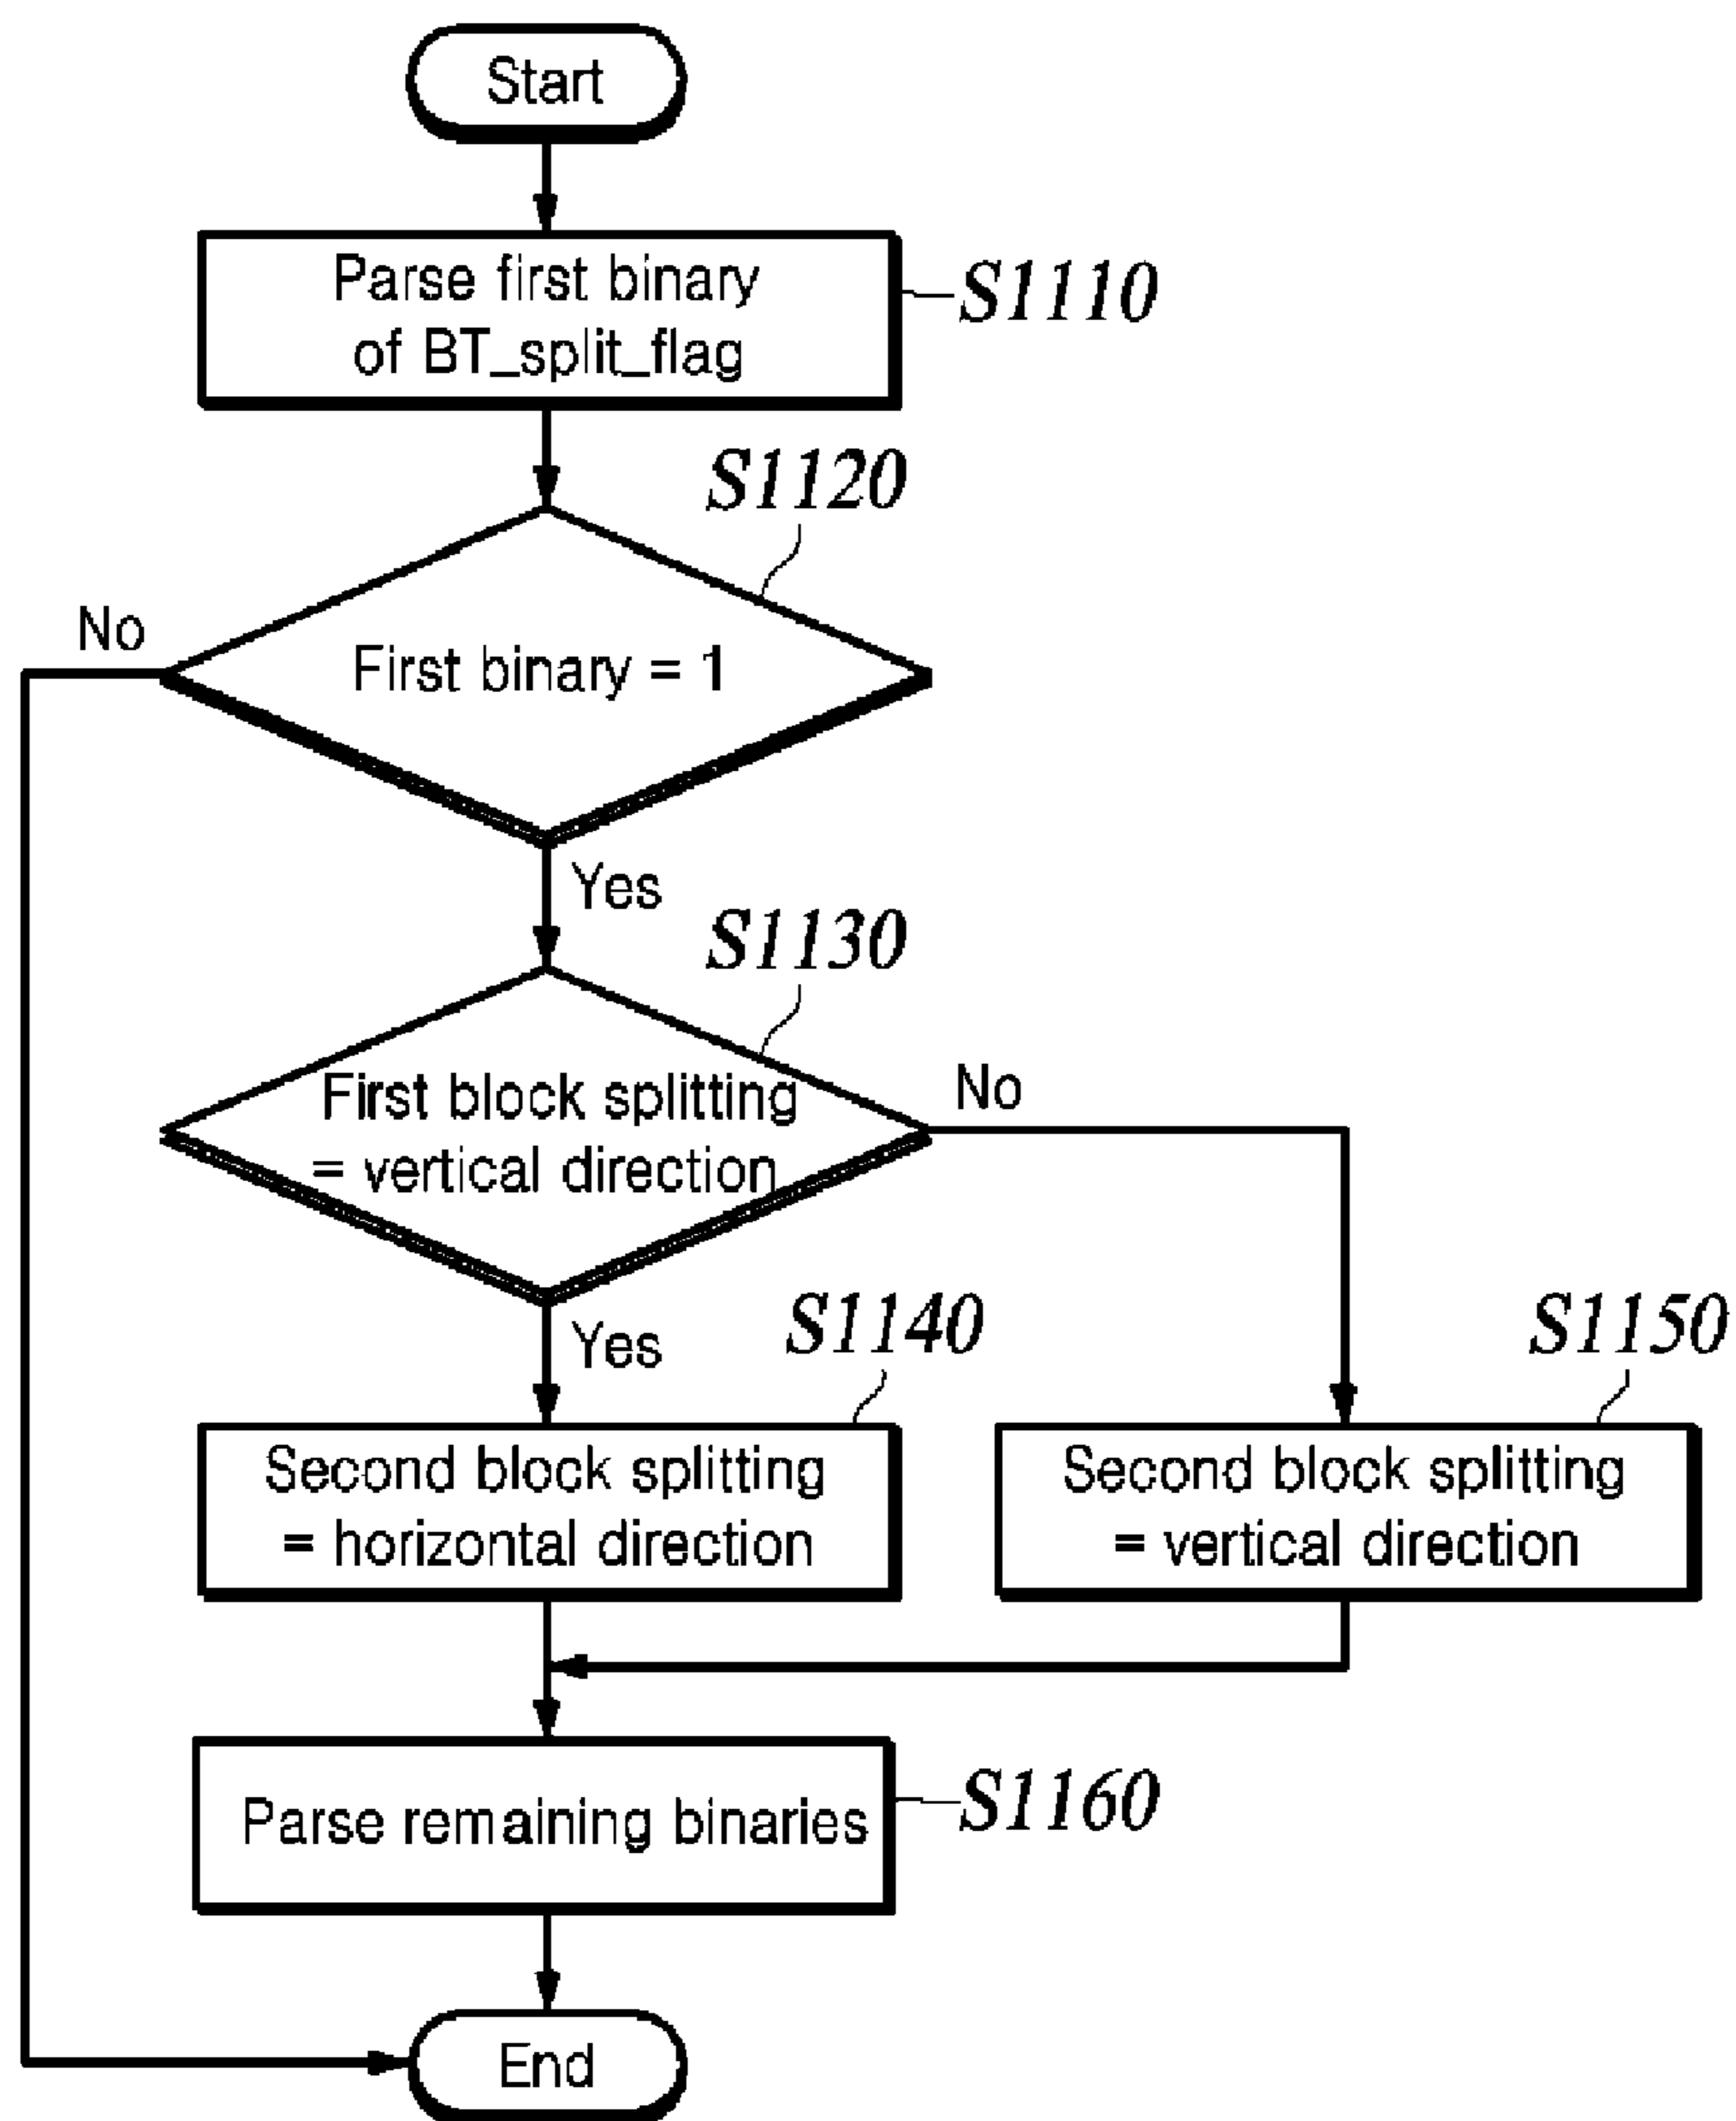 Start
Parse first binary
of BT_split_flag
S1110
S1120
No
First binary = 1
Yes
S1130
First block splitting
= vertical direction
No
Yes
S1140
S1150
Second block splitting
= horizontal direction
Second block splitting
= vertical direction
Parse remaining binaries
S1160
End